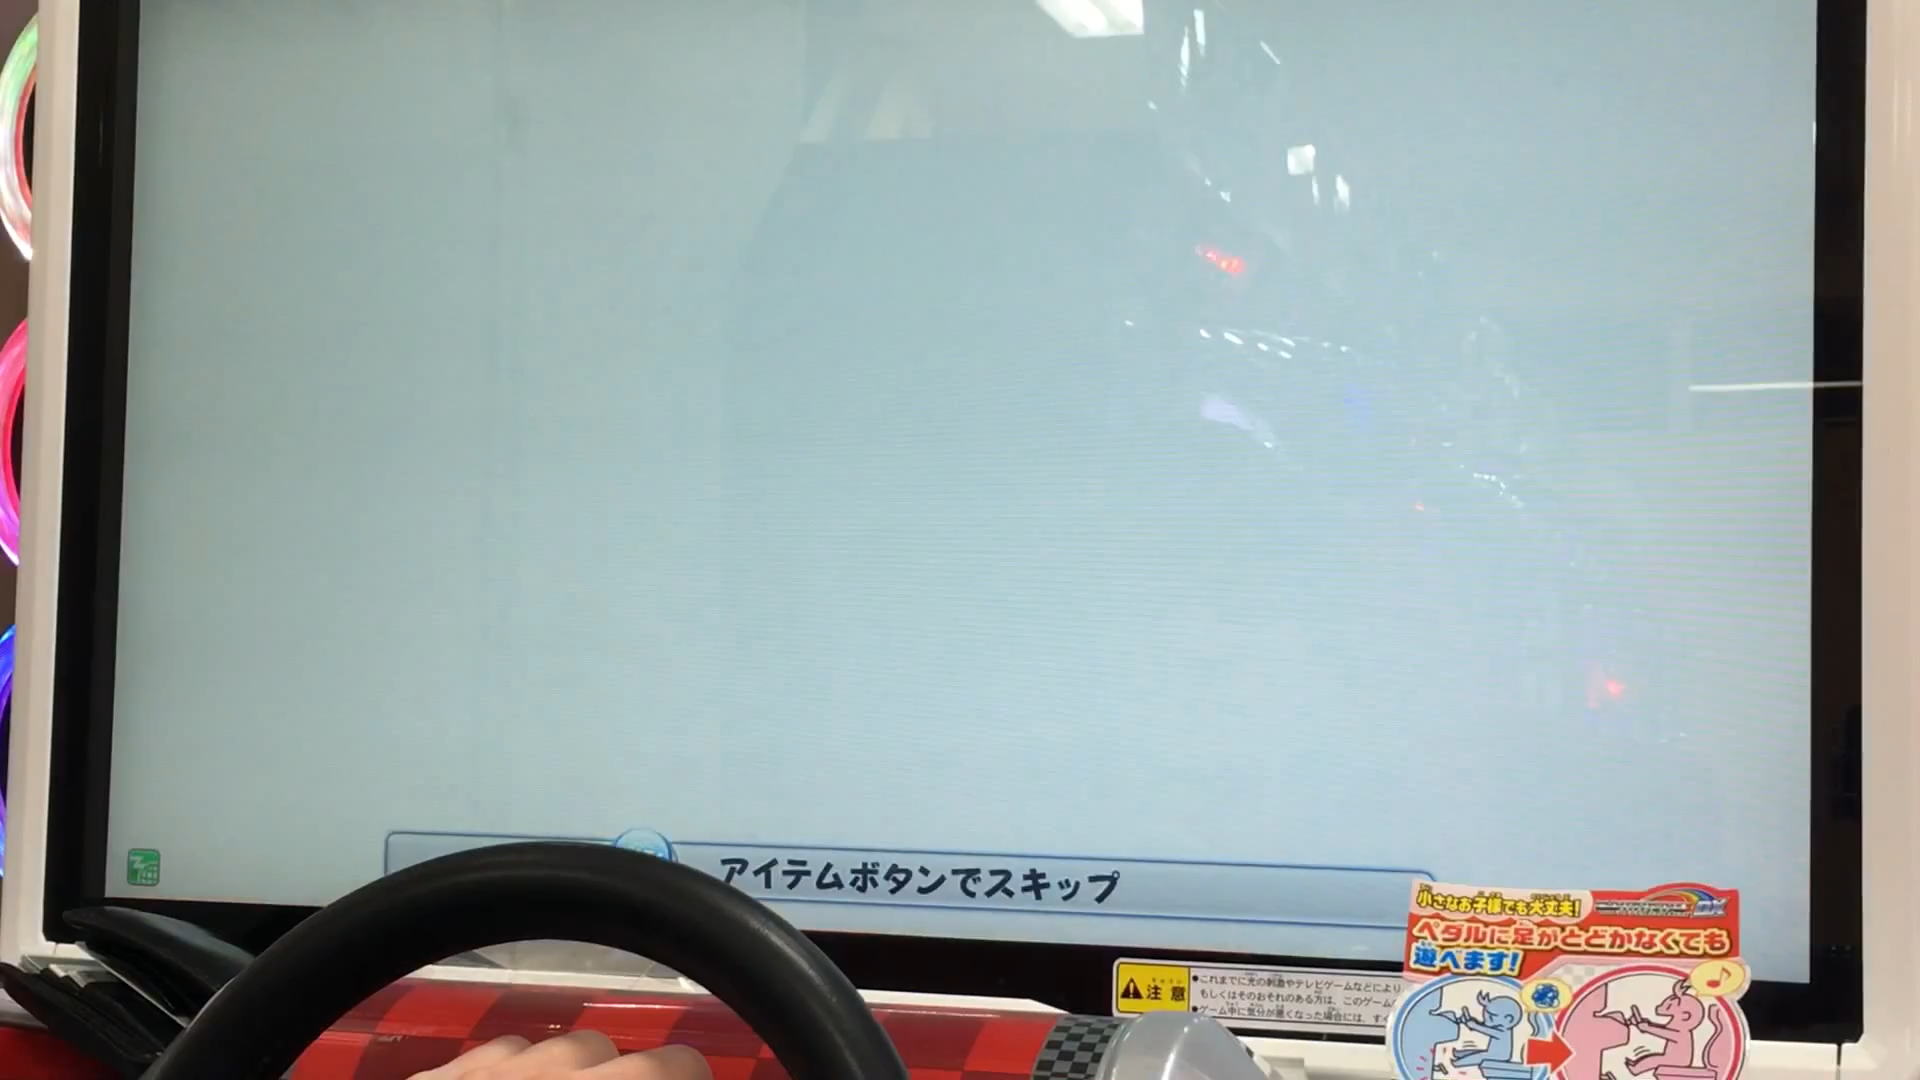 アイテムボタンでスキップ
小さなお子様でも大丈夫!
DX
ペダルに足がとどかなくても
遊べます!
注意
●これまでに光の刺激やテレビゲームなどにより
もしくはそのおそれのある方は、このゲーム
●ゲーム中に気分が悪くなった場合には、す